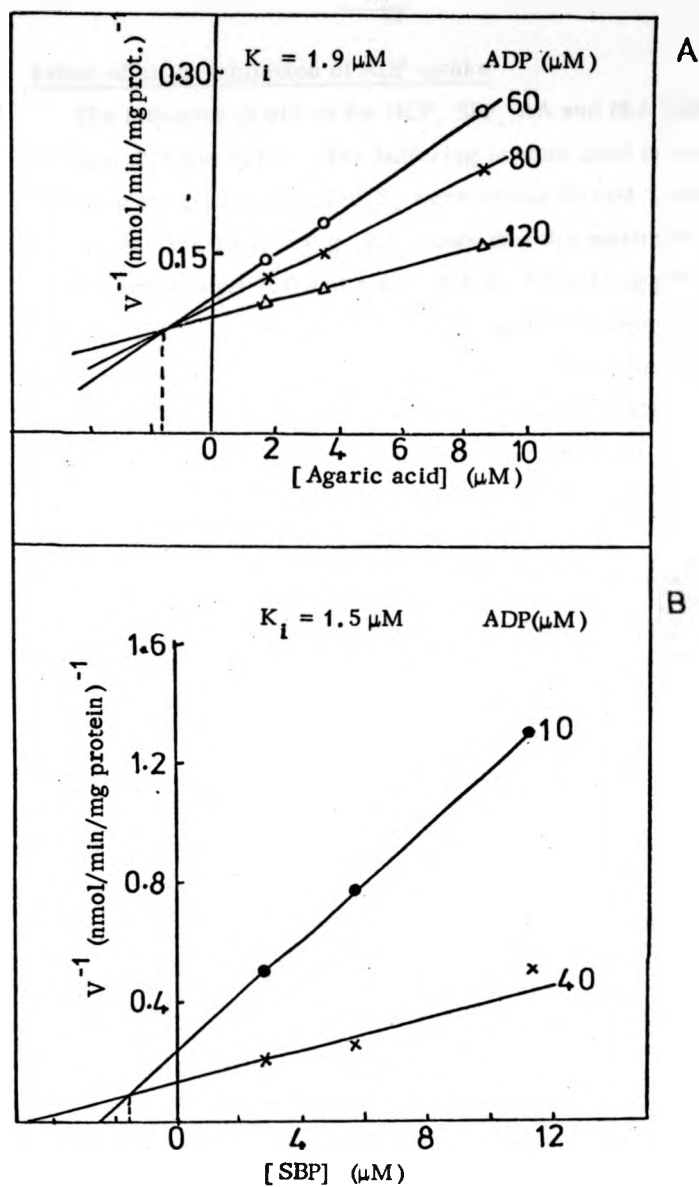 A
Kᵢ = 1.9 µM ADP (µM)
V⁻¹ (nmol/min/mg prot.)⁻
0.30
0.15
60
80
120
0 2 4 6 8 10
[Agaric acid] (µM)
B
Kᵢ = 1.5 µM ADP(µM)
V⁻¹ (nmol/min/mg protein)⁻¹
1.6
1.2
0.8
0.4
10
40
0 4 8 12
[SBP] (µM)